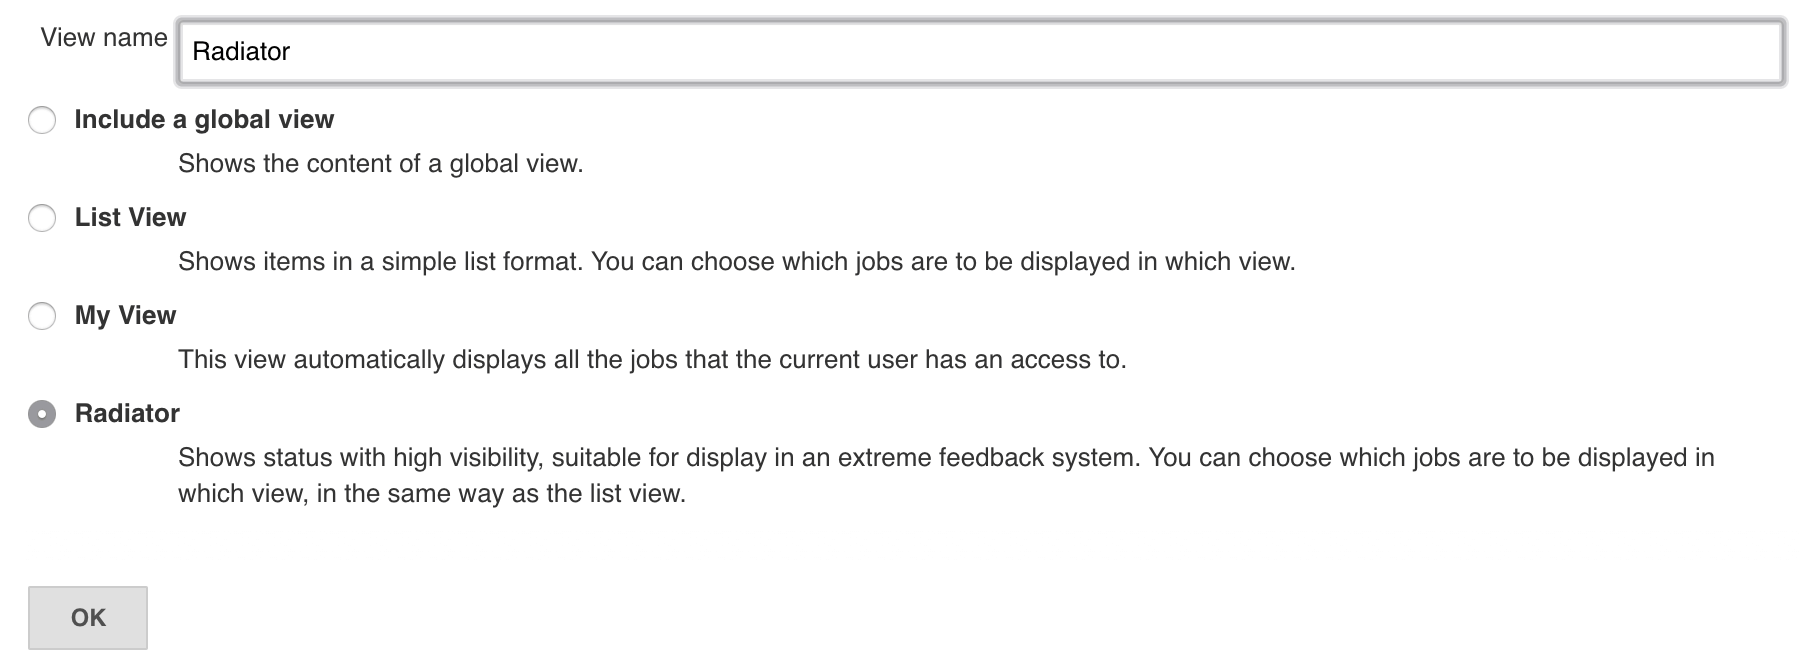 View name Radiator
Include a global view
Shows the content of a global view.
List View
Shows items in a simple list format. You can choose which jobs are to be displayed in which view.
My View
This view automatically displays all the jobs that the current user has an access to.
Radiator
Shows status with high visibility, suitable for display in an extreme feedback system. You can choose which jobs are to be displayed in
which view, in the same way as the list view.
OK